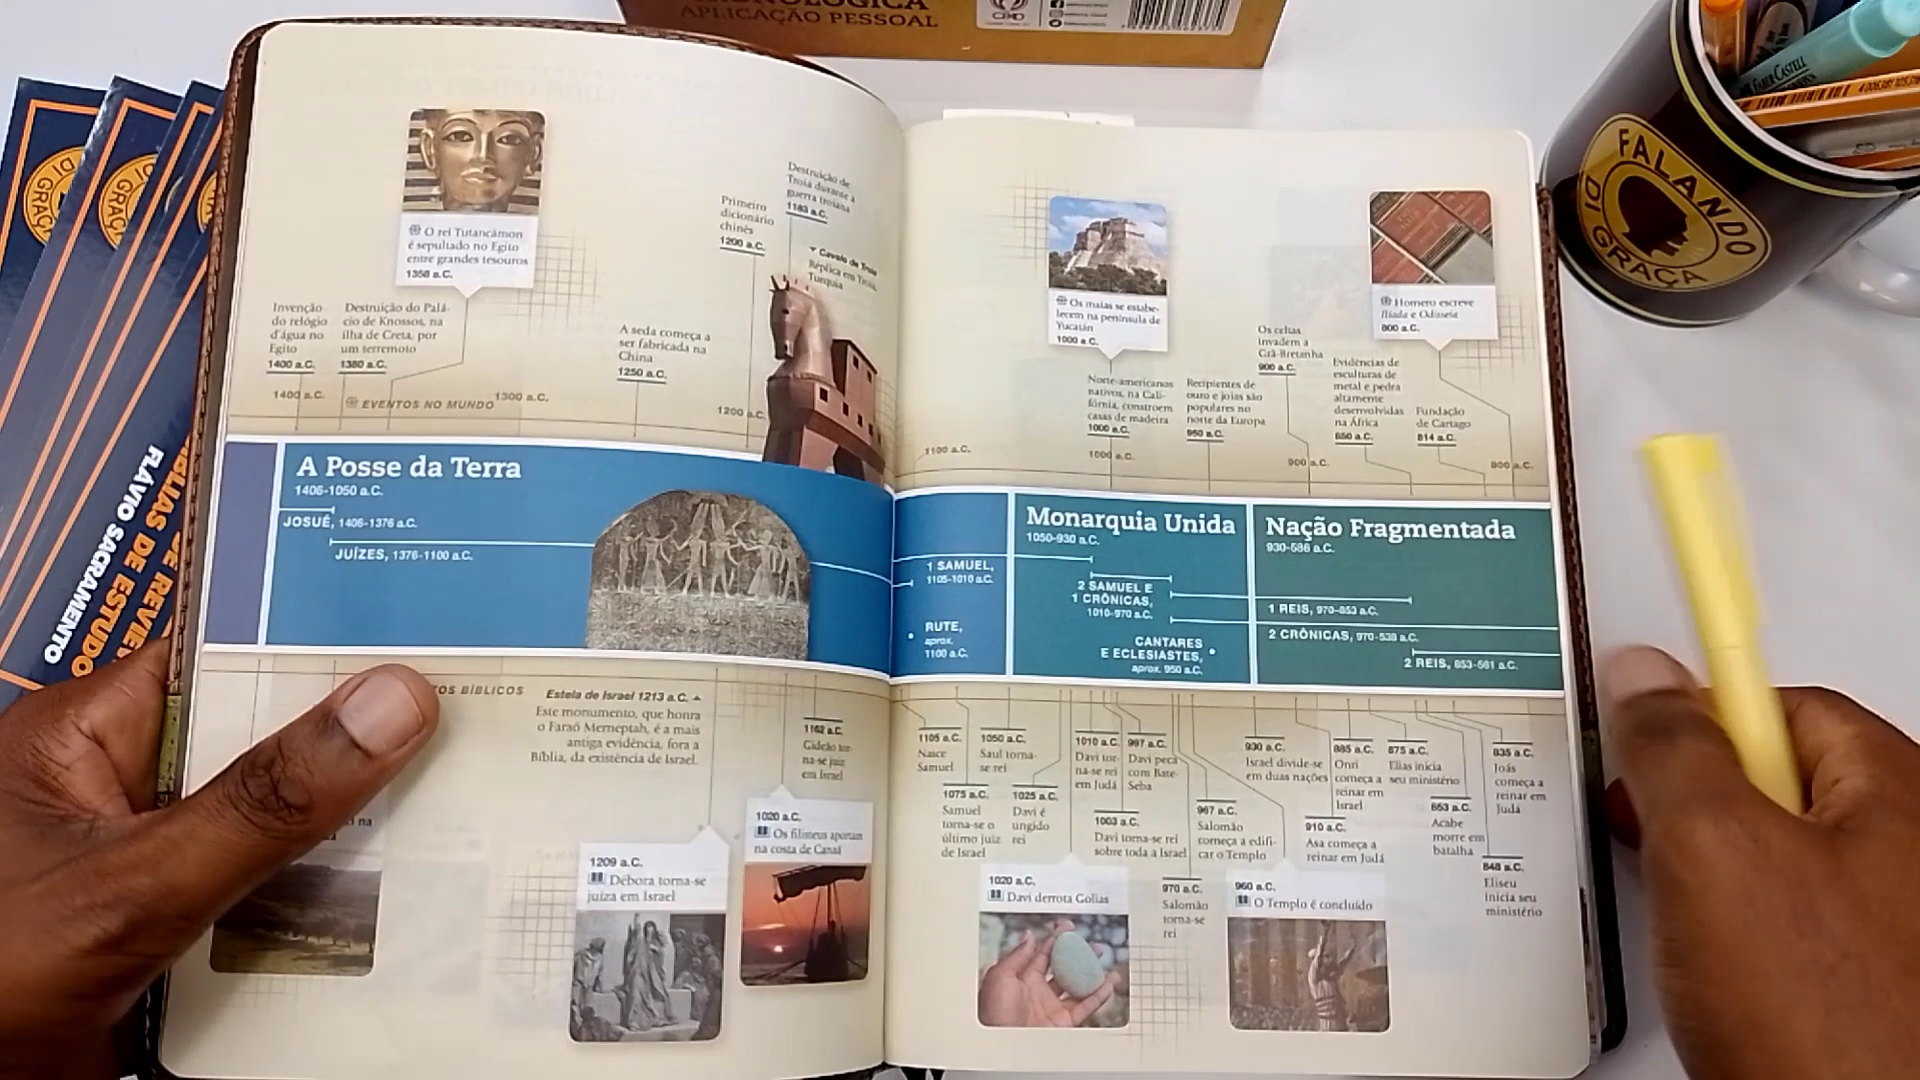 APLICAÇÃO PESSOAL
CPAD
FALANDO
DI GRAÇA
FABER-CASTELL
DI GRAÇA
DI GRAÇA
BÍBLIAS DE ESTUDO
FLÁVIO SACRAMENTO
O rei Tutancâmon
é sepultado no Egito
entre grandes tesouros
1358 a.C.
Invenção
do relógio
d'água no
Egito
1400 a.C.
Destruição do Palá-
cio de Knossos, na
ilha de Creta, por
um terremoto
1380 a.C.
A seda começa a
ser fabricada na
China
1250 a.C.
Primeiro
dicionário
chinês
1200 a.C.
Destruição de
Troia durante a
guerra troiana
1183 a.C.
Cavalo de Troia
Réplica em Troia,
Turquia
1400 a.C.
EVENTOS NO MUNDO
1300 a.C.
1200 a.C.
Os maias se estabe-
lecem na península de
Yucatán
1000 a.C.
Homero escreve
Ilíada e Odisseia
800 a.C.
Norte-americanos
nativos, na Cali-
fórnia, constroem
casas de madeira
1000 a.C.
Recipientes de
ouro e joias são
populares no
norte da Europa
950 a.C.
Os celtas
invadem a
Grã-Bretanha
900 a.C.
Evidências de
esculturas de
metal e pedra
altamente
desenvolvidas
na África
850 a.C.
Fundação
de Cartago
814 a.C.
1100 a.C.
1000 a.C.
900 a.C.
800 a.C.
A Posse da Terra
1406-1050 a.C.
JOSUÉ, 1406-1376 a.C.
JUÍZES, 1376-1100 a.C.
1 SAMUEL,
1105-1010 a.C.
RUTE,
aprox.
1100 a.C.
Monarquia Unida
1050-930 a.C.
2 SAMUEL E
1 CRÔNICAS,
1010-970 a.C.
CANTARES
E ECLESIASTES,
aprox. 950 a.C.
Nação Fragmentada
930-586 a.C.
1 REIS, 970-853 a.C.
2 CRÔNICAS, 970-538 a.C.
2 REIS, 853-561 a.C.
TOS BÍBLICOS
Estela de Israel 1213 a.C.
Este monumento, que honra
o Faraó Merneptah, é a mais
antiga evidência, fora a
Bíblia, da existência de Israel.
1162 a.C.
Gideão tor-
na-se juiz
em Israel
1209 a.C.
Débora torna-se
juíza em Israel
1020 a.C.
Os filisteus aportam
na costa de Canaã
1105 a.C.
Nasce
Samuel
1050 a.C.
Saul torna-
se rei
1075 a.C.
Samuel
torna-se o
último juiz
de Israel
1025 a.C.
Davi é
ungido
rei
1010 a.C.
Davi tor-
na-se rei
em Judá
997 a.C.
Davi peca
com Bate-
Seba
1003 a.C.
Davi torna-se rei
sobre toda a Israel
1020 a.C.
Davi derrota Golias
970 a.C.
Salomão
torna-se
rei
967 a.C.
Salomão
começa a edifi-
car o Templo
960 a.C.
O Templo é concluído
930 a.C.
Israel divide-se
em duas nações
910 a.C.
Asa começa a
reinar em Judá
885 a.C.
Onri
começa a
reinar em
Israel
875 a.C.
Elias inicia
seu ministério
853 a.C.
Acabe
morre em
batalha
848 a.C.
Eliseu
inicia seu
ministério
835 a.C.
Joás
começa a
reinar em
Judá